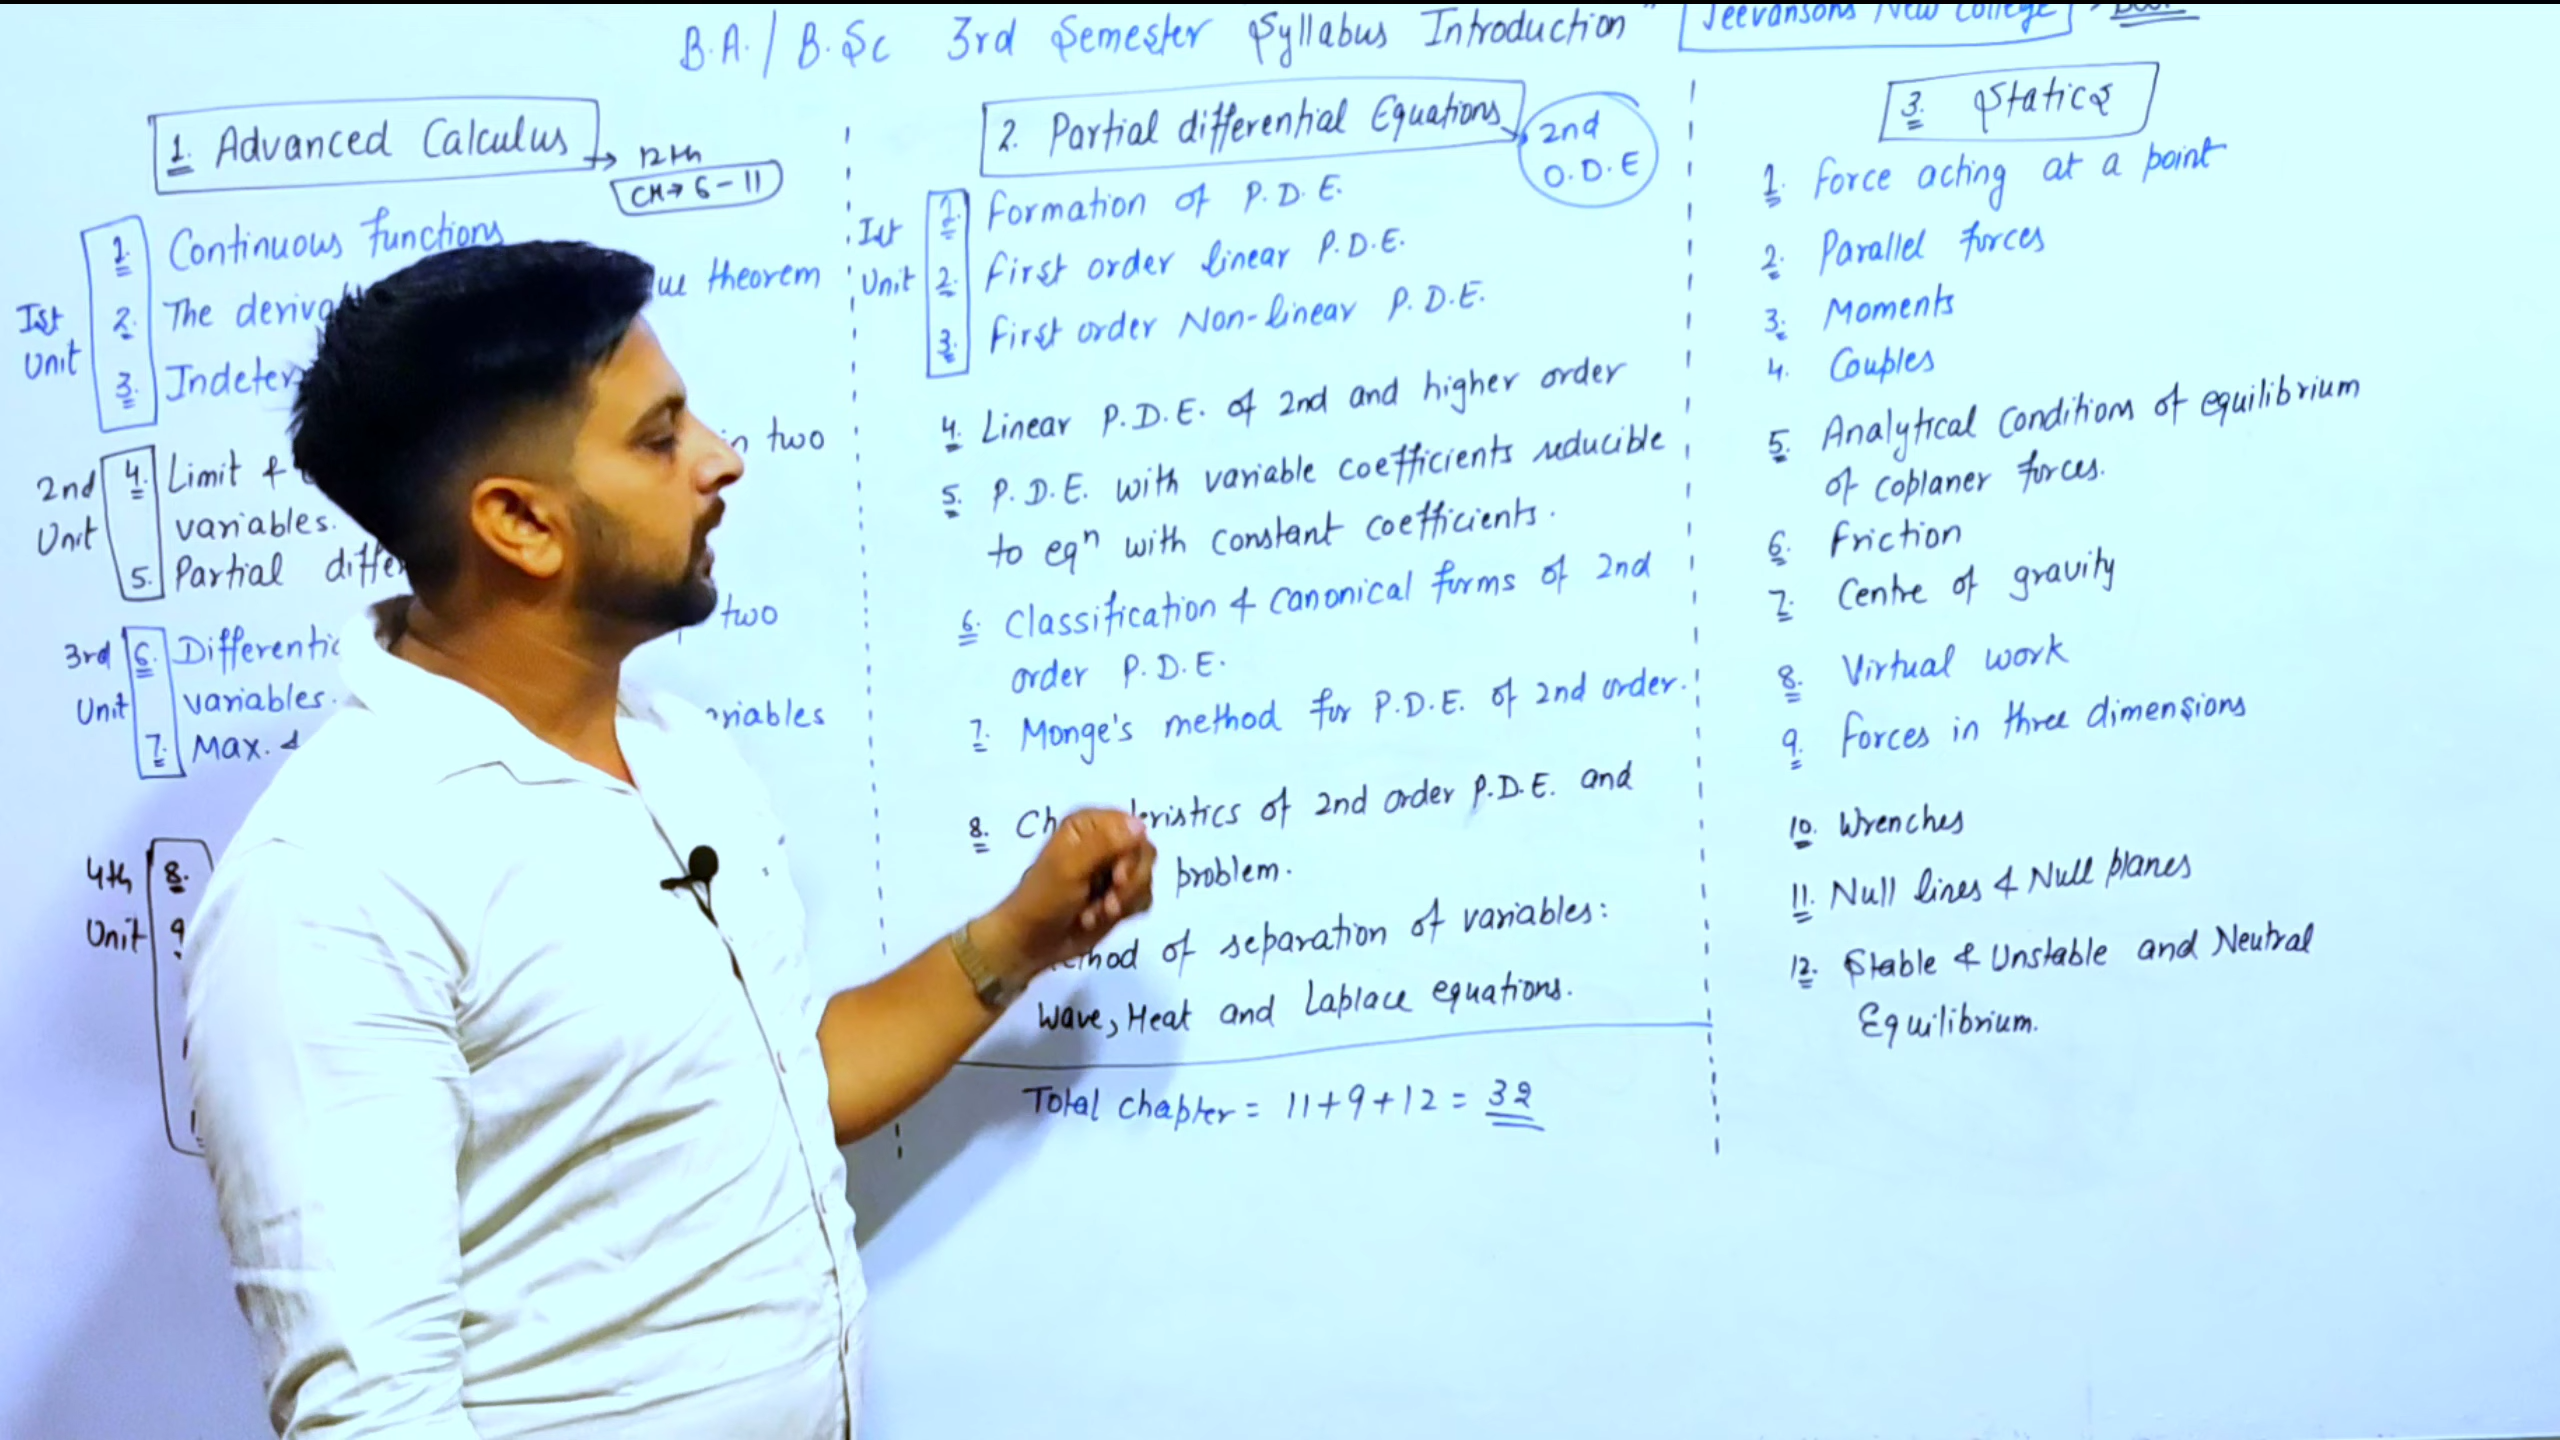 B.A./B.Sc 3rd Semester Syllabus Introduction" Jeevansons New College
1. Advanced Calculus → 12th
CH → 6-11
1. Continuous functions
2. The theorem
3.
Ist
Unit
4. Limit & in two
variables.
5. Partial
2nd
Unit
6. two
variables.
7. Max. &
3rd
Unit
8.
9
4th
Unit
2. Partial differential Equations → 2nd
O.D.E
Ist
Unit
1. Formation of P.D.E.
2. First order linear P.D.E.
3. First order Non-linear P.D.E.
4. Linear P.D.E. of 2nd and higher order
5. P.D.E. with variable coefficients reducible
to eqⁿ with constant coefficients.
6. Classification & canonical forms of 2nd
order P.D.E.
7. Monge's method for P.D.E. of 2nd order.
8. of 2nd order P.D.E. and
problem.
of separation of variables:
Wave, Heat and Laplace equations.
Total chapter = 11+9+12 = 32
3. Statics
1. Force acting at a point
2. Parallel forces
3. Moments
4. Couples
5. Analytical Conditions of equilibrium
of coplaner forces.
6. Friction
7. Centre of gravity
8. Virtual work
9. Forces in three dimensions
10. Wrenches
11. Null lines & Null planes
12. Stable & Unstable and Neutral
Equilibrium.